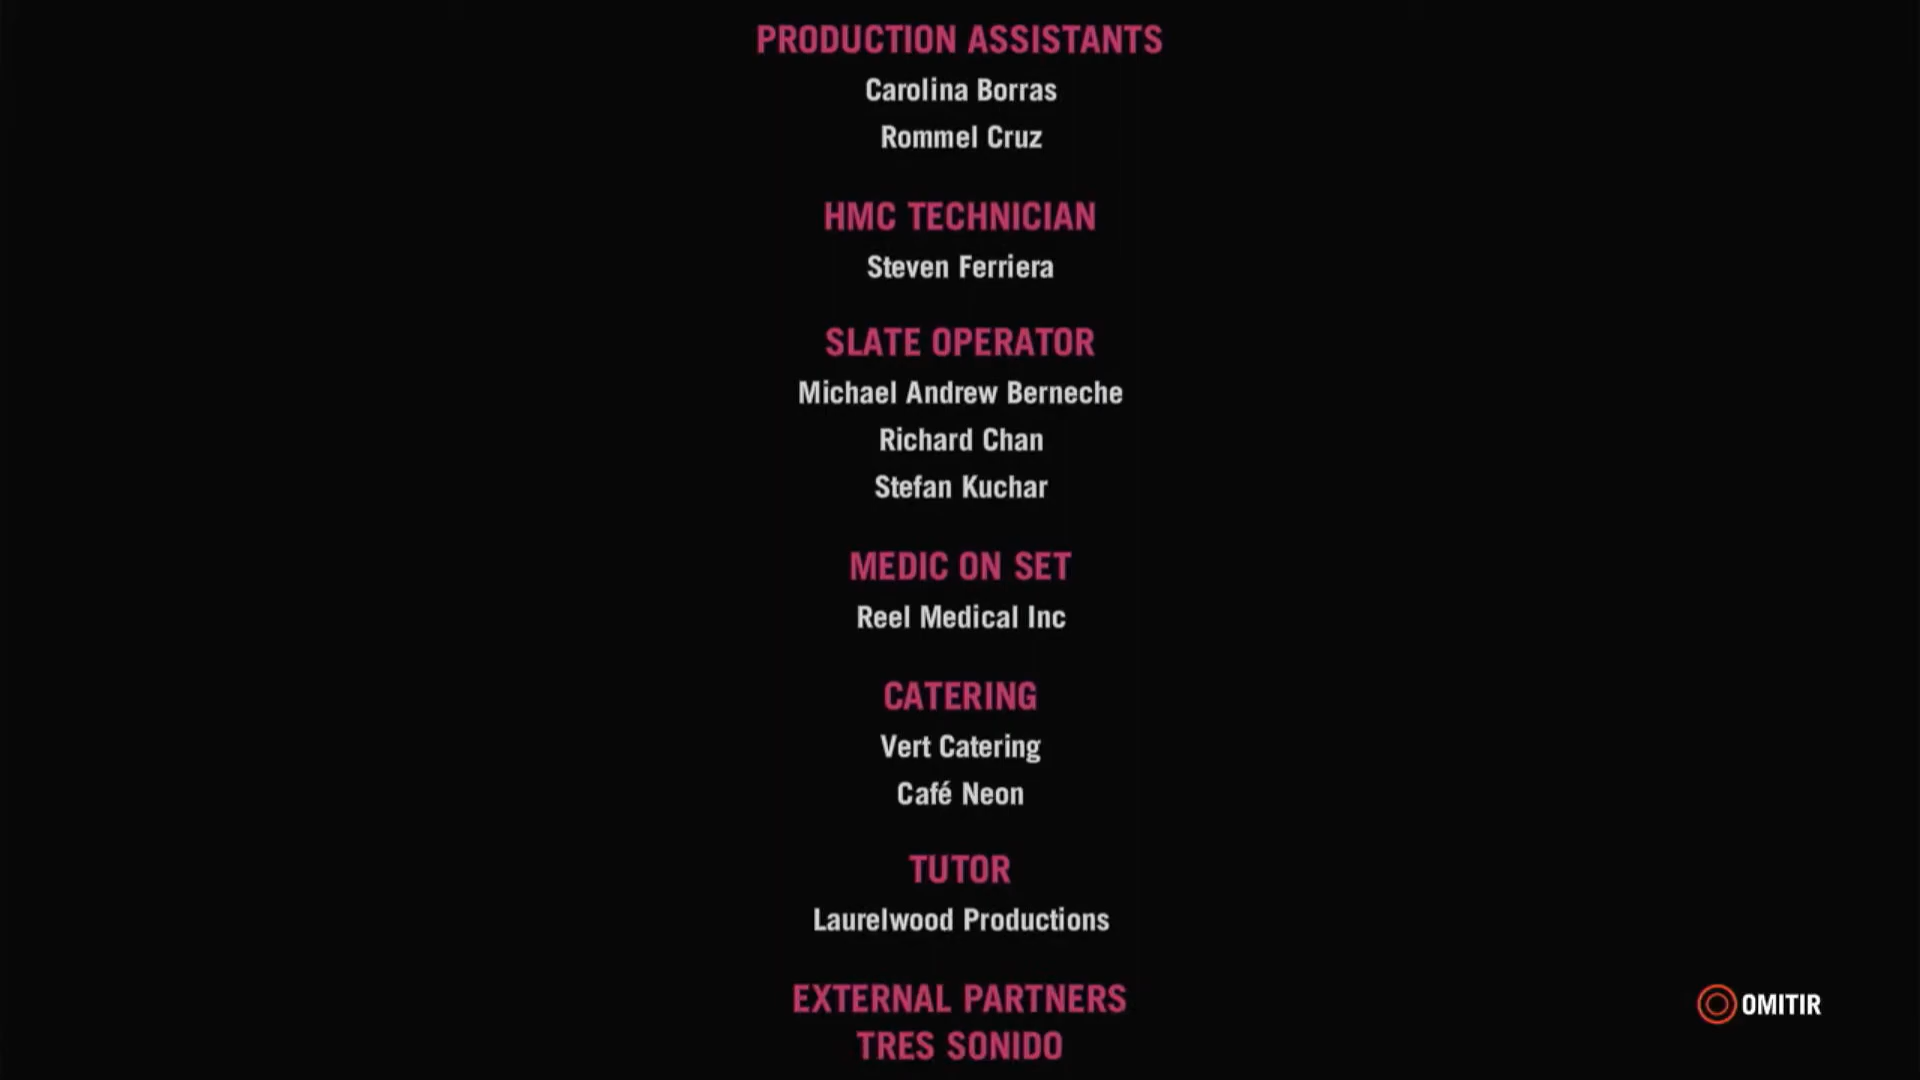 PRODUCTION ASSISTANTS
Carolina Borras
Rommel Cruz
HMC TECHNICIAN
Steven Ferriera
SLATE OPERATOR
Michael Andrew Berneche
Richard Chan
Stefan Kuchar
MEDIC ON SET
Reel Medical Inc
CATERING
Vert Catering
Café Neon
TUTOR
Laurelwood Productions
EXTERNAL PARTNERS
TRES SONIDO
OMITIR